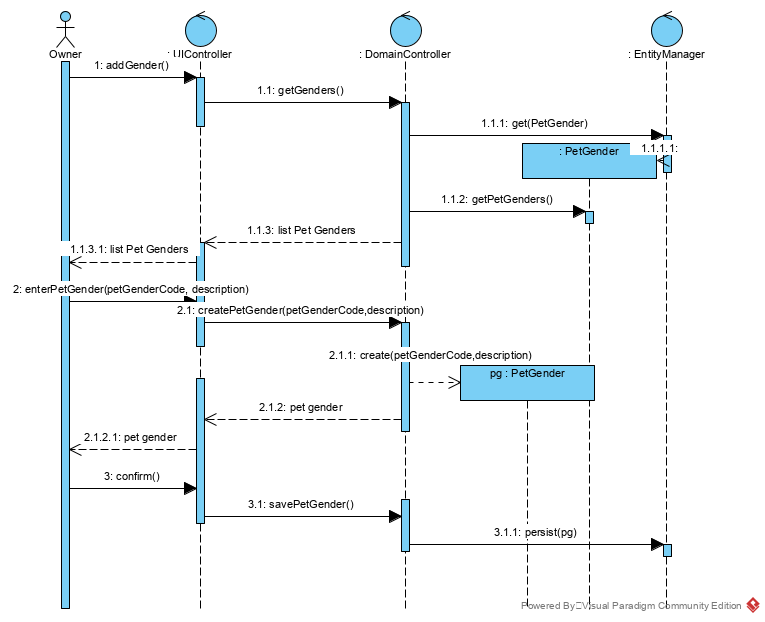 Owner
: UIController
: DomainController
: EntityManager
1: addGender()
1.1: getGenders()
1.1.1: get(PetGender)
: PetGender
1.1.1.1:
1.1.2: getPetGenders()
1.1.3: list Pet Genders
1.1.3.1: list Pet Genders
2: enterPetGender(petGenderCode, description)
2.1: createPetGender(petGenderCode,description)
2.1.1: create(petGenderCode,description)
pg : PetGender
2.1.2: pet gender
2.1.2.1: pet gender
3: confirm()
3.1: savePetGender()
3.1.1: persist(pg)
Powered By Visual Paradigm Community Edition